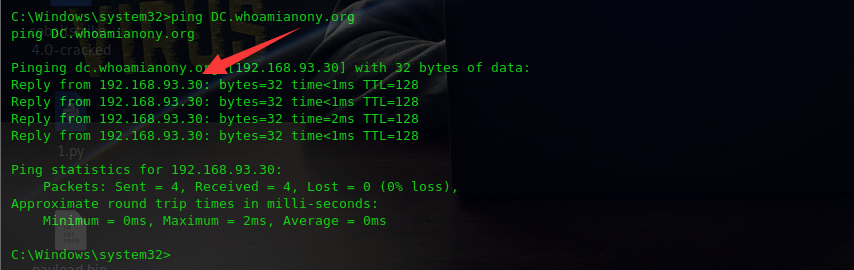 C:\Windows\system32>ping DC.whoamianony.org
ping DC.whoamianony.org
4.0-cracked
Pinging dc.whoamianony.org [192.168.93.30] with 32 bytes of data:
Reply from 192.168.93.30: bytes=32 time<1ms TTL=128
Reply from 192.168.93.30: bytes=32 time<1ms TTL=128
Reply from 192.168.93.30: bytes=32 time=2ms TTL=128
Reply from 192.168.93.30: bytes=32 time<1ms TTL=128
1.py
Ping statistics for 192.168.93.30:
    Packets: Sent = 4, Received = 4, Lost = 0 (0% loss),
Approximate round trip times in milli-seconds:
    Minimum = 0ms, Maximum = 2ms, Average = 0ms
C:\Windows\system32>
payload.bin